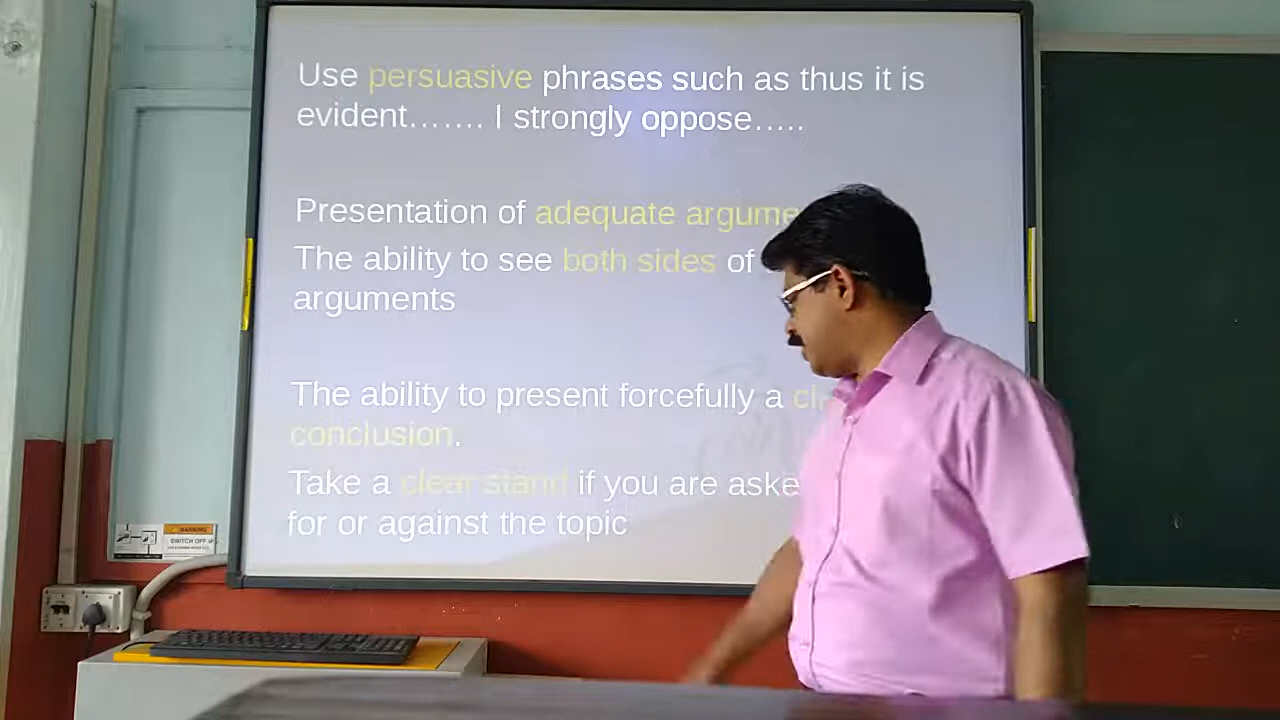 Use persuasive phrases such as thus it is
evident....... I strongly oppose.....
Presentation of adequate
The ability to see both sides of
arguments
The ability to present forcefully a
conclusion.
Take a clear stand if you are
for or against the topic
WARNING
SWITCH OFF